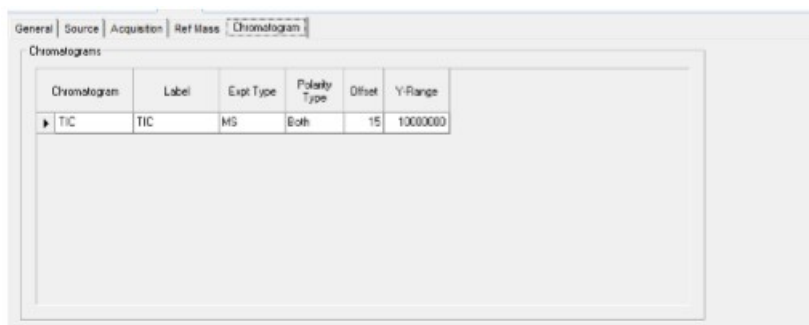 General Source Acquisition Ref Mass Chromatogram
Chromatograms
Chromatogram Label Expt Type Polarity Type Offset Y-Range
TIC TIC MS Both 15 10000000